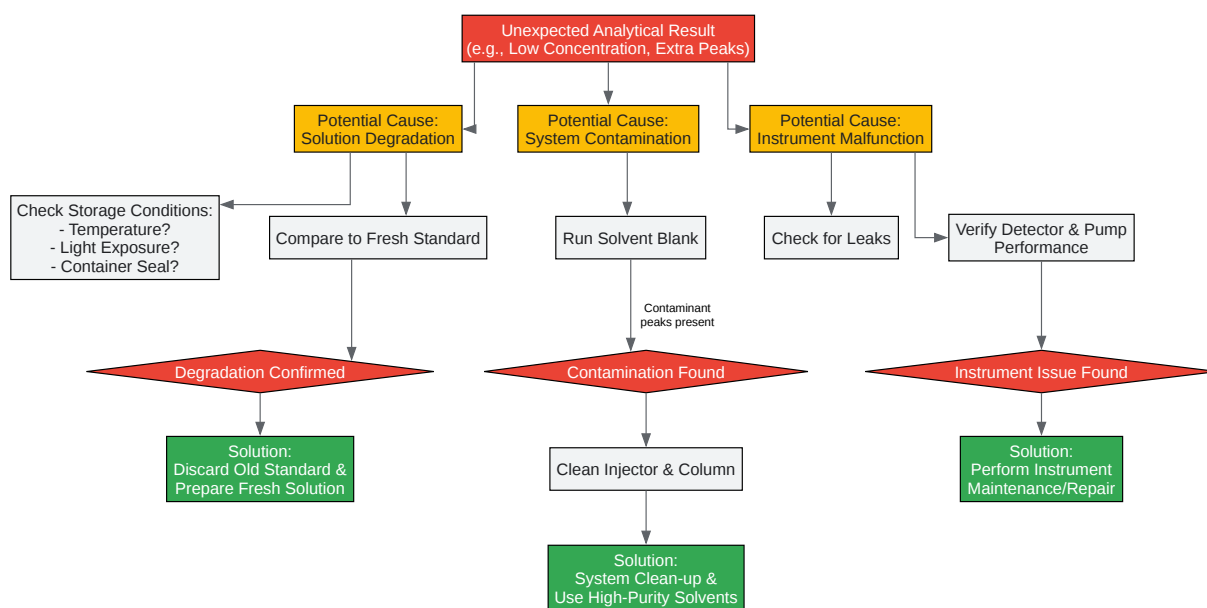 Unexpected Analytical Result
(e.g., Low Concentration, Extra Peaks)
Potential Cause:
Solution Degradation
Potential Cause:
System Contamination
Potential Cause:
Instrument Malfunction
Check Storage Conditions:
- Temperature?
- Light Exposure?
- Container Seal?
Compare to Fresh Standard
Run Solvent Blank
Check for Leaks
Verify Detector & Pump
Performance
Contaminant
peaks present
Degradation Confirmed
Contamination Found
Instrument Issue Found
Solution:
Discard Old Standard &
Prepare Fresh Solution
Clean Injector & Column
Solution:
Perform Instrument
Maintenance/Repair
Solution:
System Clean-up &
Use High-Purity Solvents